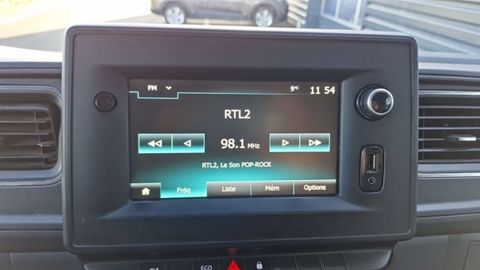 FM 9°C 11 54
RTL2
98.1 MHz
RTL2, Le Son POP-ROCK
Fréq Liste Mém Options
ECO